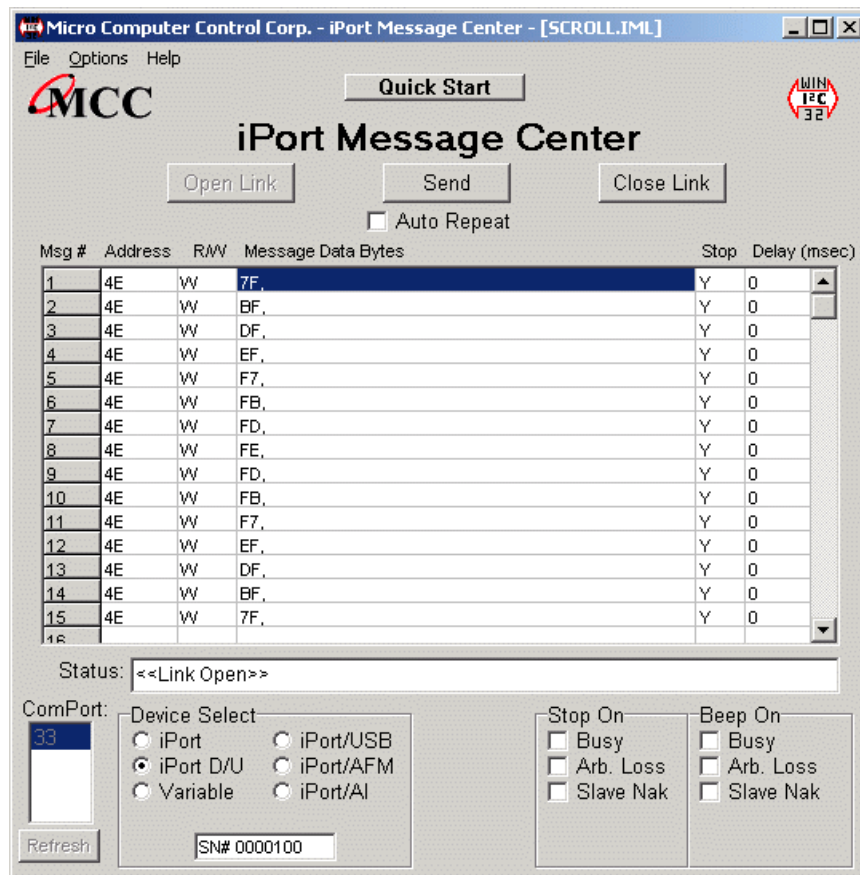 Micro Computer Control Corp. - iPort Message Center - [SCROLL.IML]
File Options Help
MCC
Quick Start
WIN
I²C
32
iPort Message Center
Open Link Send Close Link
Auto Repeat
Msg # Address R/W Message Data Bytes Stop Delay (msec)
1 4E W 7F, Y 0
2 4E W BF, Y 0
3 4E W DF, Y 0
4 4E W EF, Y 0
5 4E W F7, Y 0
6 4E W FB, Y 0
7 4E W FD, Y 0
8 4E W FE, Y 0
9 4E W FD, Y 0
10 4E W FB, Y 0
11 4E W F7, Y 0
12 4E W EF, Y 0
13 4E W DF, Y 0
14 4E W BF, Y 0
15 4E W 7F, Y 0
16
Status: <<Link Open>>
ComPort:
33
Refresh
Device Select
iPort iPort/USB
iPort D/U iPort/AFM
Variable iPort/AI
SN# 0000100
Stop On
Busy
Arb. Loss
Slave Nak
Beep On
Busy
Arb. Loss
Slave Nak